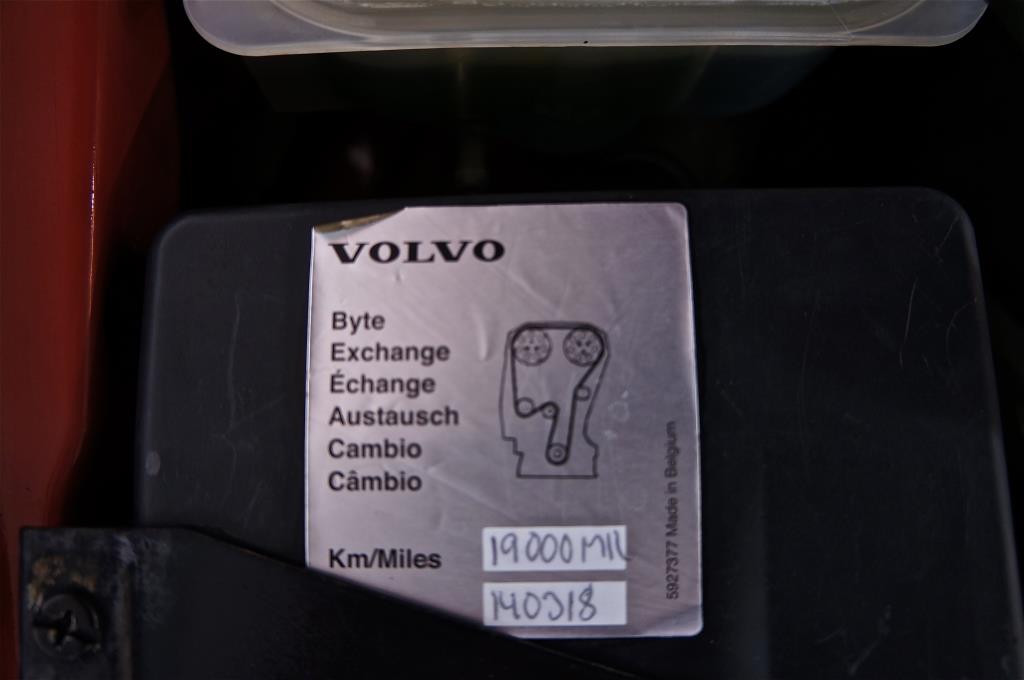 VOLVO
Byte
Exchange
Échange
Austausch
Cambio
Câmbio
Km/Miles
19000 MIL
140318
5927377 Made in Belgium